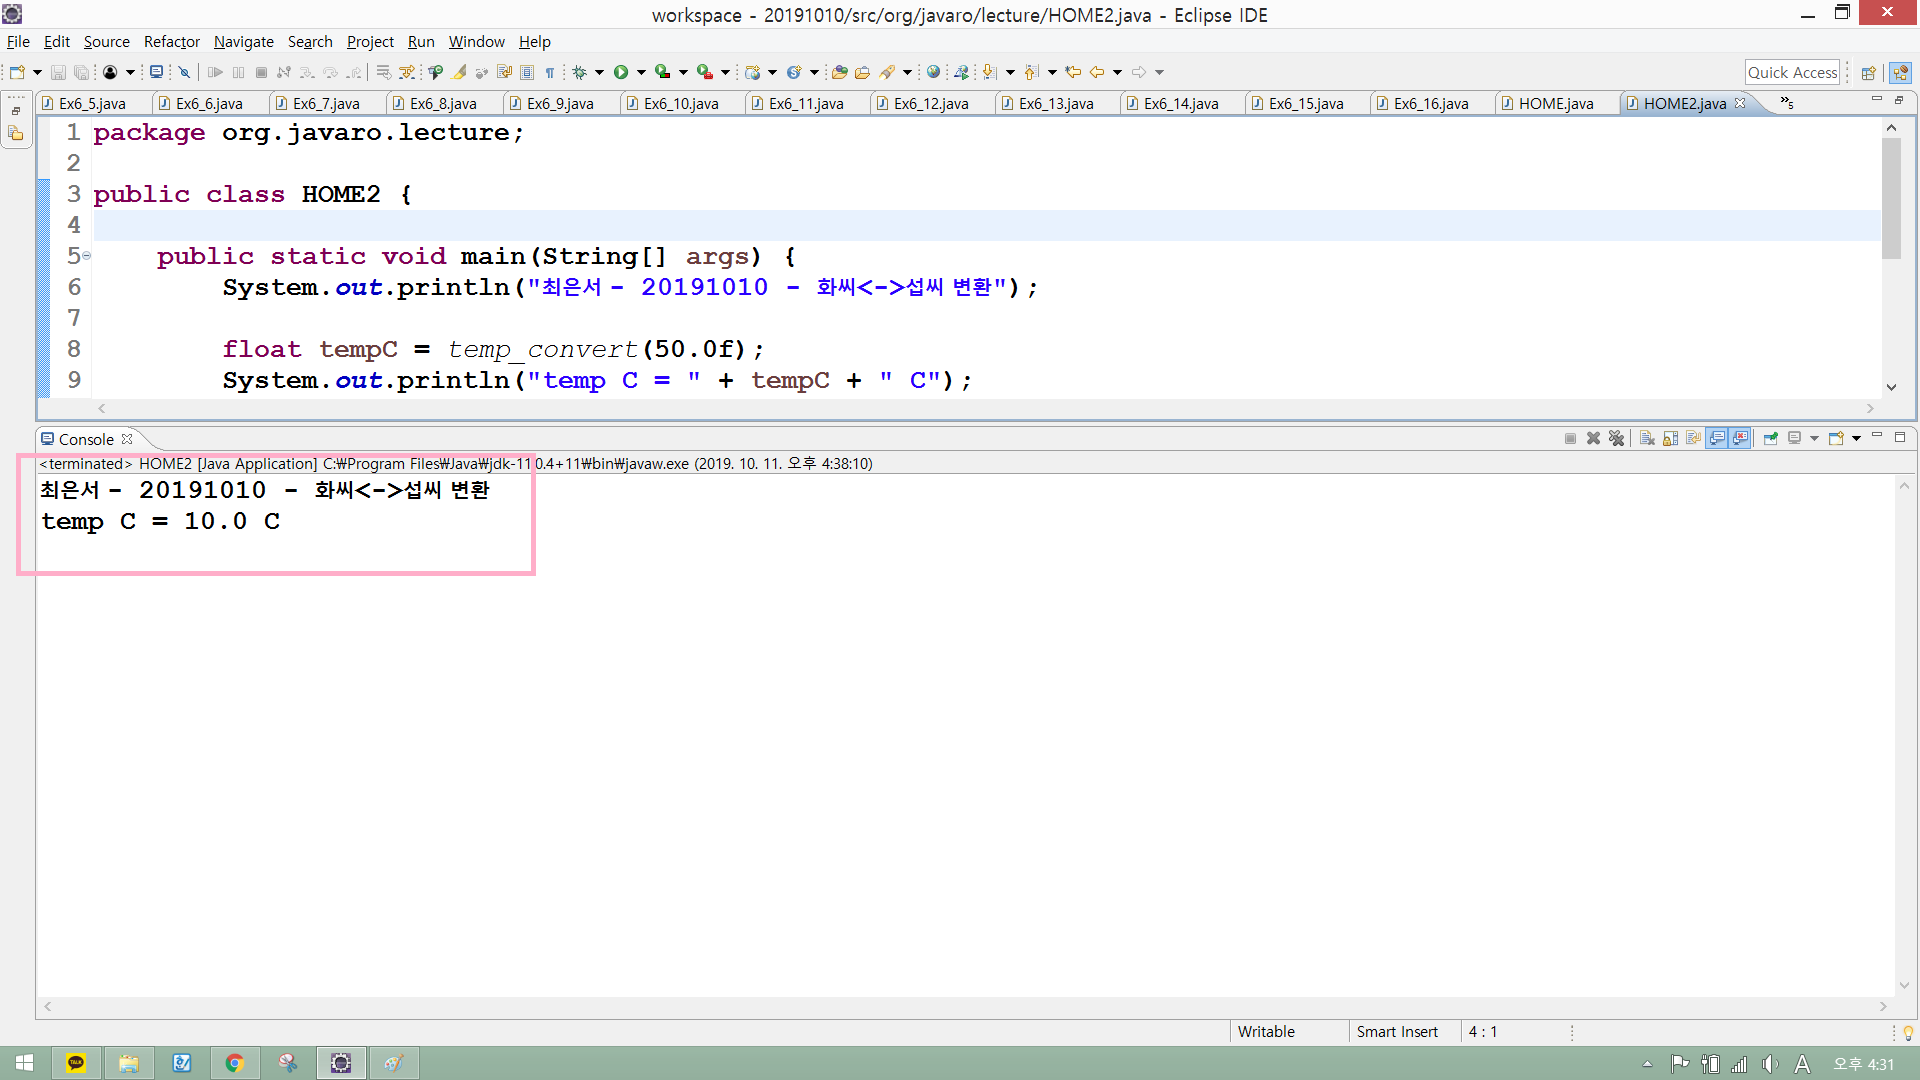 workspace - 20191010/src/org/javaro/lecture/HOME2.java - Eclipse IDE
File Edit Source Refactor Navigate Search Project Run Window Help
Quick Access
Ex6_5.java Ex6_6.java Ex6_7.java Ex6_8.java Ex6_9.java Ex6_10.java Ex6_11.java Ex6_12.java Ex6_13.java Ex6_14.java Ex6_15.java Ex6_16.java HOME.java HOME2.java »5
1 package org.javaro.lecture;
2
3 public class HOME2 {
4
5 public static void main(String[] args) {
6 System.out.println("최은서 - 20191010 - 화씨<->섭씨 변환");
7
8 float tempC = temp_convert(50.0f);
9 System.out.println("temp C = " + tempC + " C");
Console
<terminated> HOME2 [Java Application] C:₩Program Files₩Java₩jdk-11.0.4+11₩bin₩javaw.exe (2019. 10. 11. 오후 4:38:10)
최은서 - 20191010 - 화씨<->섭씨 변환
temp C = 10.0 C
Writable Smart Insert 4 : 1
TALK
A 오후 4:31